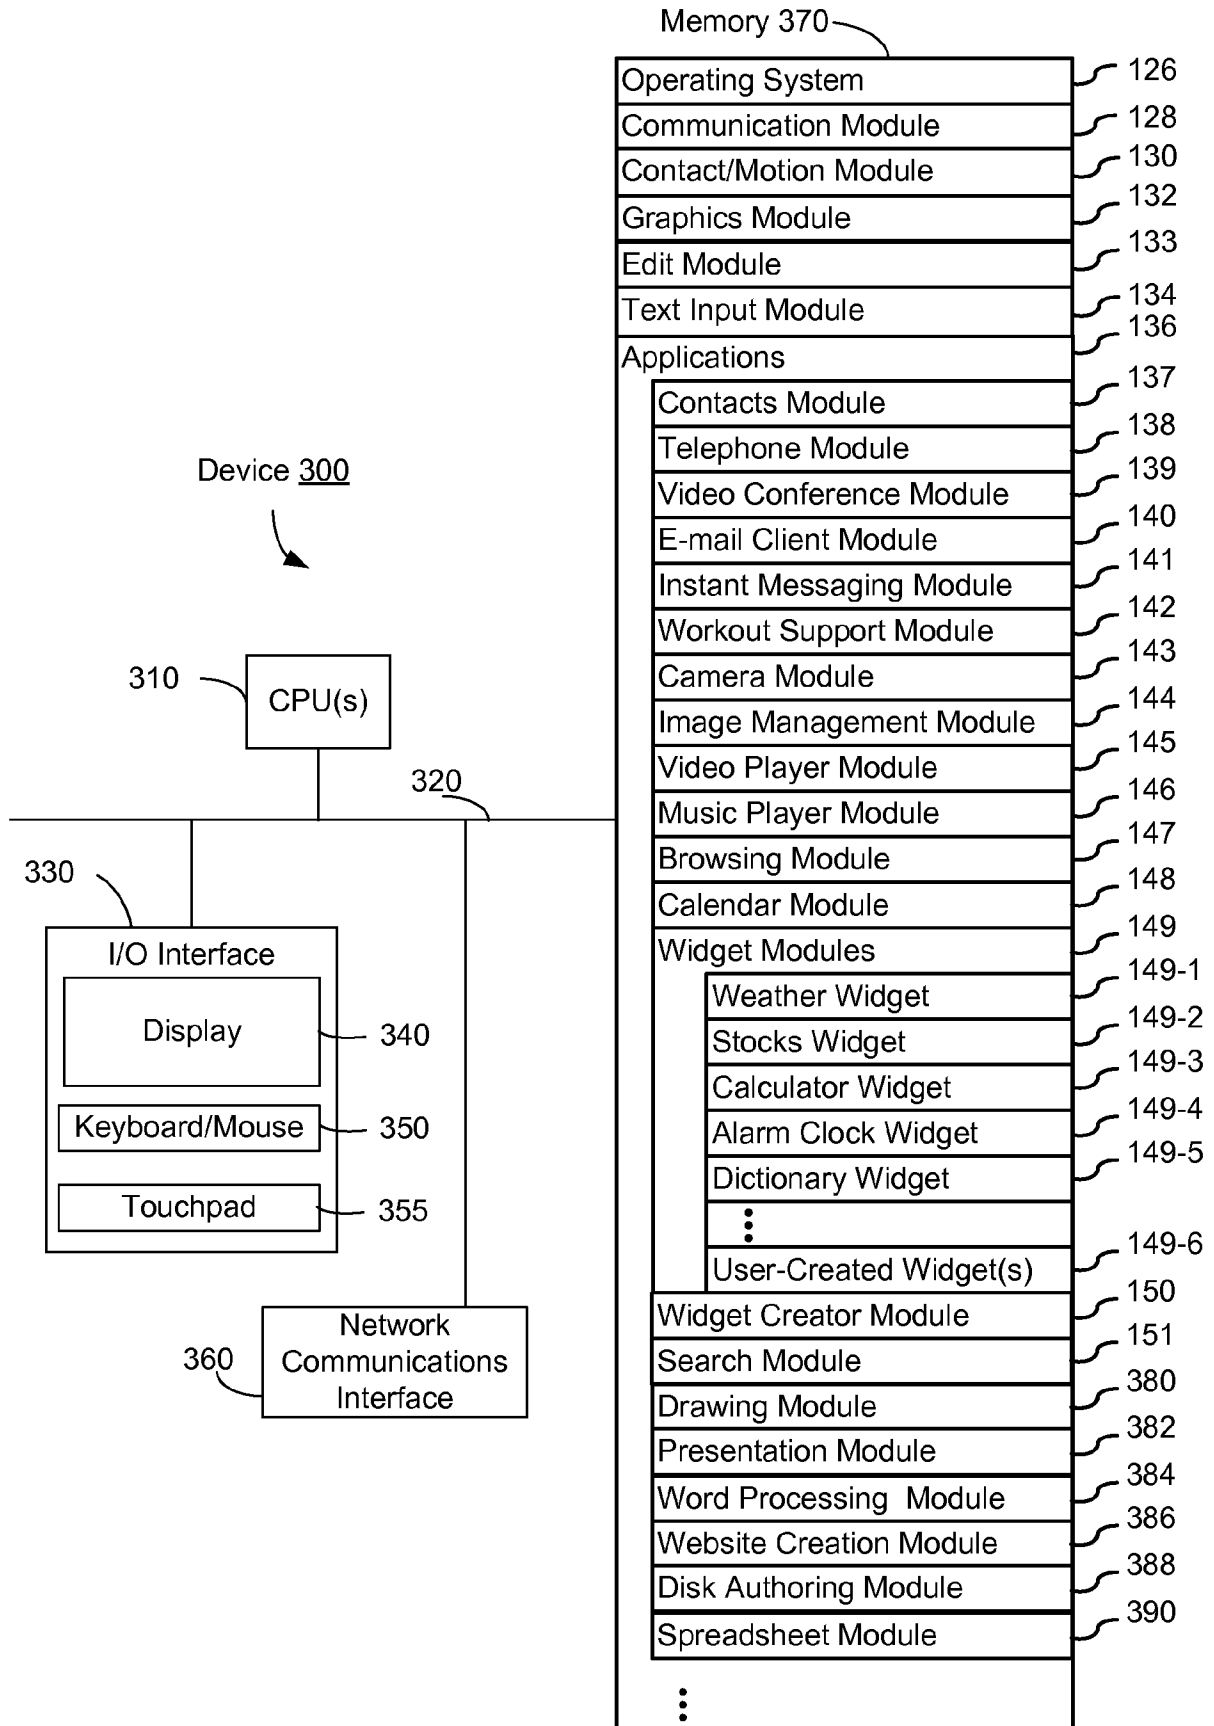 Memory 370
Operating System 126
Communication Module 128
Contact/Motion Module 130
Graphics Module 132
Edit Module 133
Text Input Module 134
Applications 136
Contacts Module 137
Telephone Module 138
Video Conference Module 139
E-mail Client Module 140
Instant Messaging Module 141
Workout Support Module 142
Camera Module 143
Image Management Module 144
Video Player Module 145
Music Player Module 146
Browsing Module 147
Calendar Module 148
Widget Modules 149
Weather Widget 149-1
Stocks Widget 149-2
Calculator Widget 149-3
Alarm Clock Widget 149-4
Dictionary Widget 149-5
User-Created Widget(s) 149-6
Widget Creator Module 150
Search Module 151
Drawing Module 380
Presentation Module 382
Word Processing Module 384
Website Creation Module 386
Disk Authoring Module 388
Spreadsheet Module 390
Device 300
310
CPU(s)
320
330
I/O Interface
Display 340
Keyboard/Mouse 350
Touchpad 355
360
Network
Communications
Interface